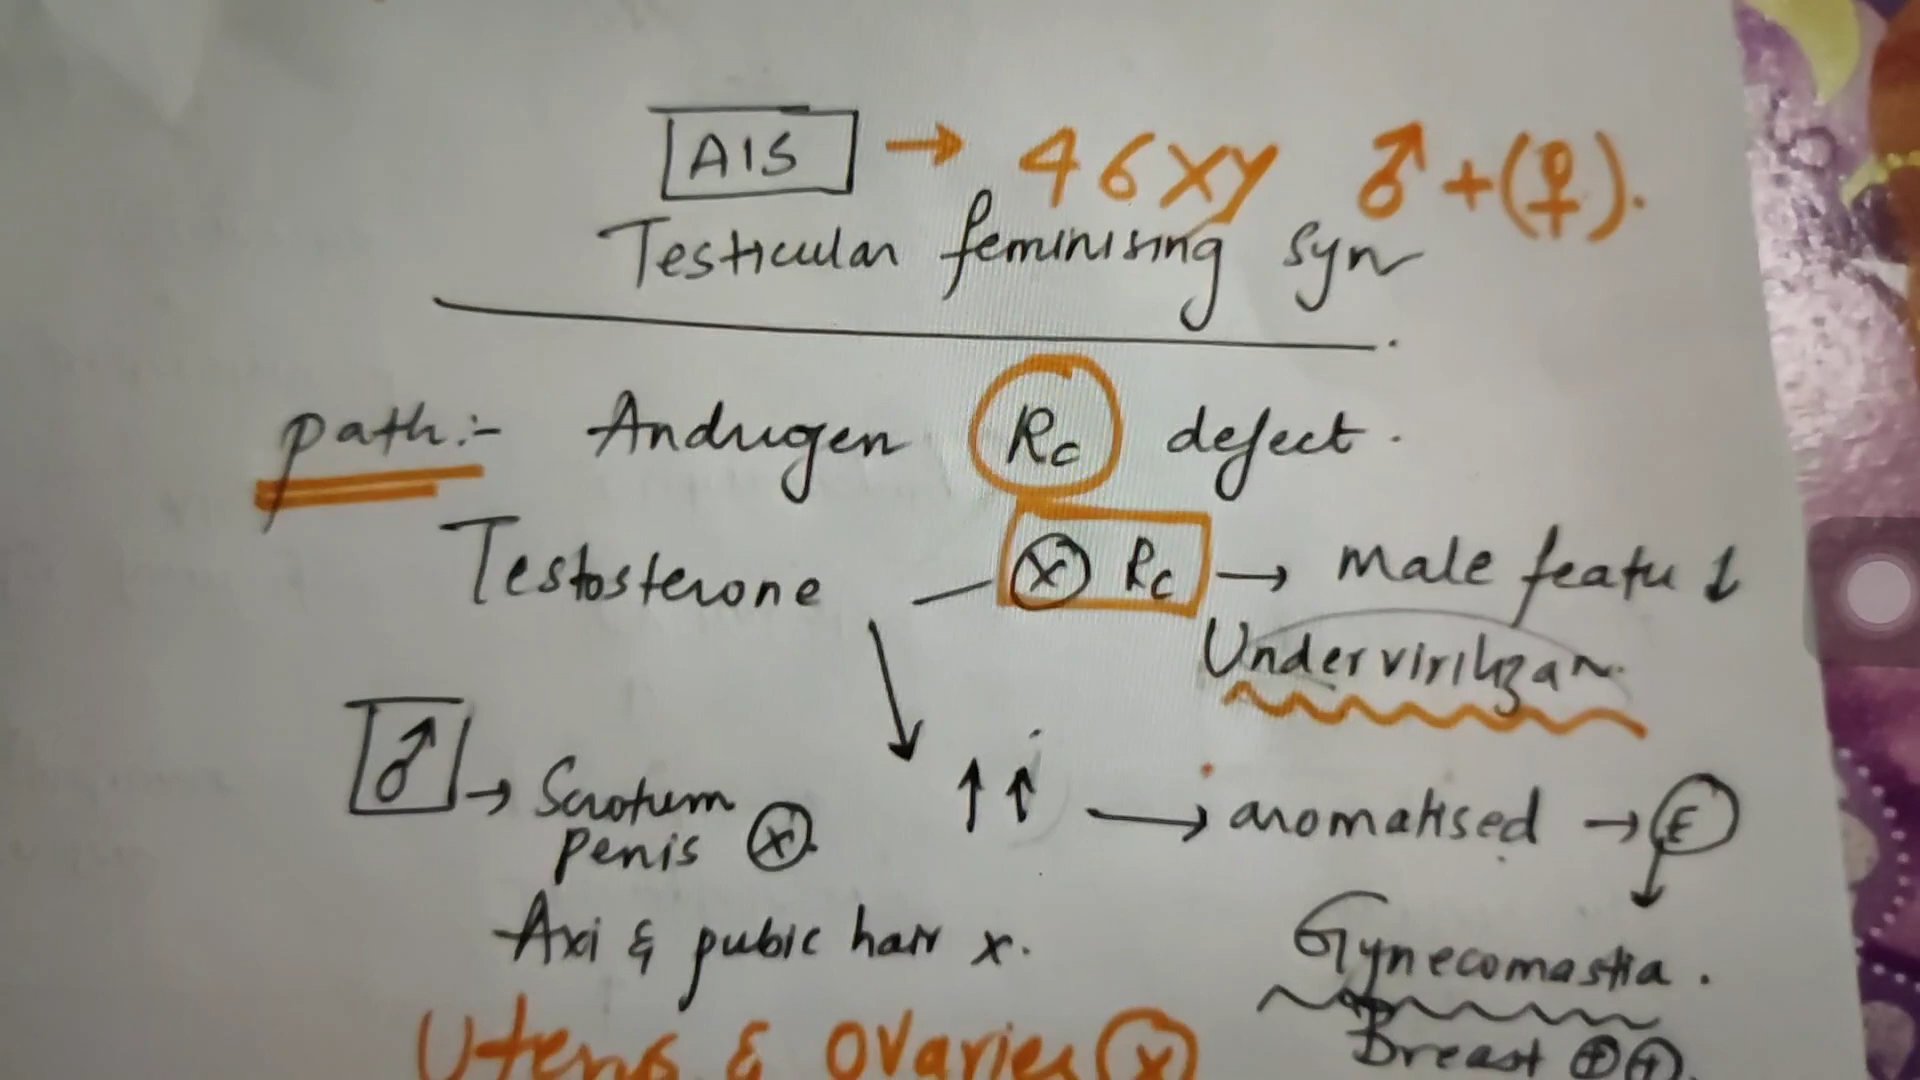 AIS → 46XY ♂ + (♀).
Testicular feminising syn
path:- Androgen Rc defect.
Testosterone — ⊗ Rc → male featu ↓
Undervirilizan.
♂ → Scrotum
penis ⊗
↑↑ → aromatised → E
Axi & pubic hair x.
Gynecomastia.
Uterus & ovaries ⊗
Breast ⊕⊕.